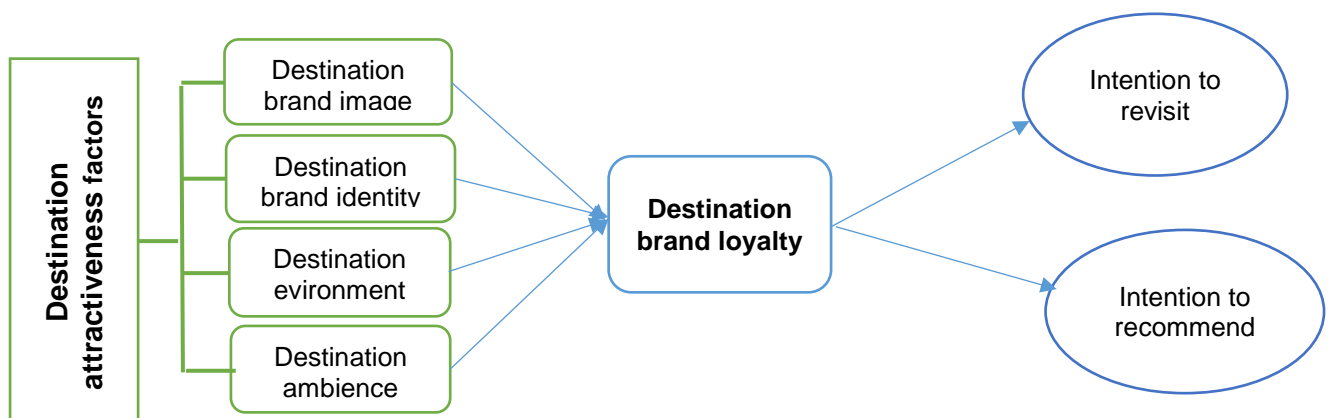 Destination
attractiveness factors
Destination
brand image
Destination
brand identity
Destination
evironment
Destination
ambience
Destination
brand loyalty
Intention to
revisit
Intention to
recommend